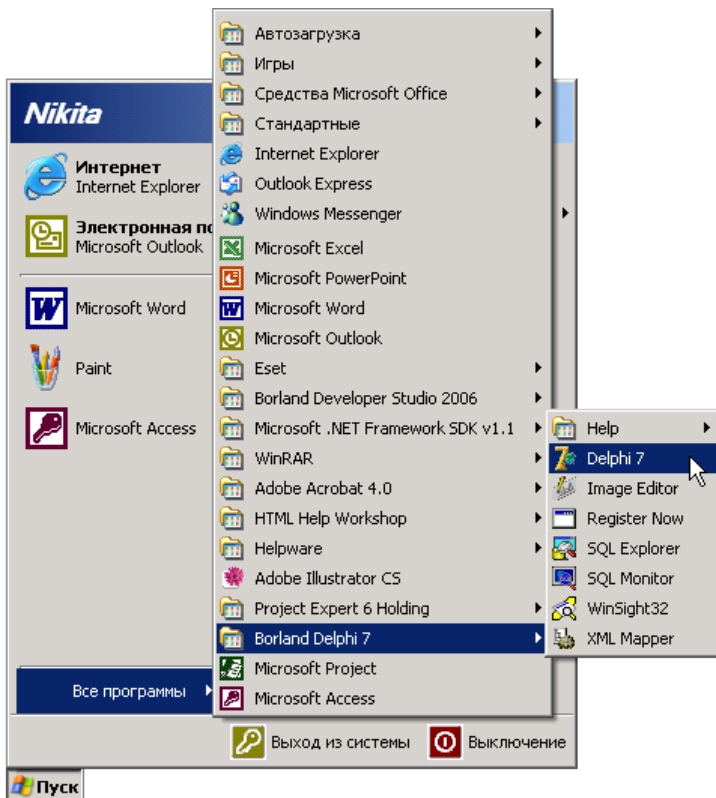 Nikita
Интернет
Internet Explorer
Электронная по
Microsoft Outlook
Microsoft Word
Paint
Microsoft Access
Все программы
Автозагрузка
Игры
Средства Microsoft Office
Стандартные
Internet Explorer
Outlook Express
Windows Messenger
Microsoft Excel
Microsoft PowerPoint
Microsoft Word
Microsoft Outlook
Eset
Borland Developer Studio 2006
Microsoft .NET Framework SDK v1.1
WinRAR
Adobe Acrobat 4.0
HTML Help Workshop
Helpware
Adobe Illustrator CS
Project Expert 6 Holding
Borland Delphi 7
Microsoft Project
Microsoft Access
Help
Delphi 7
Image Editor
Register Now
SQL Explorer
SQL Monitor
WinSight32
XML Mapper
Выход из системы
Выключение
Пуск